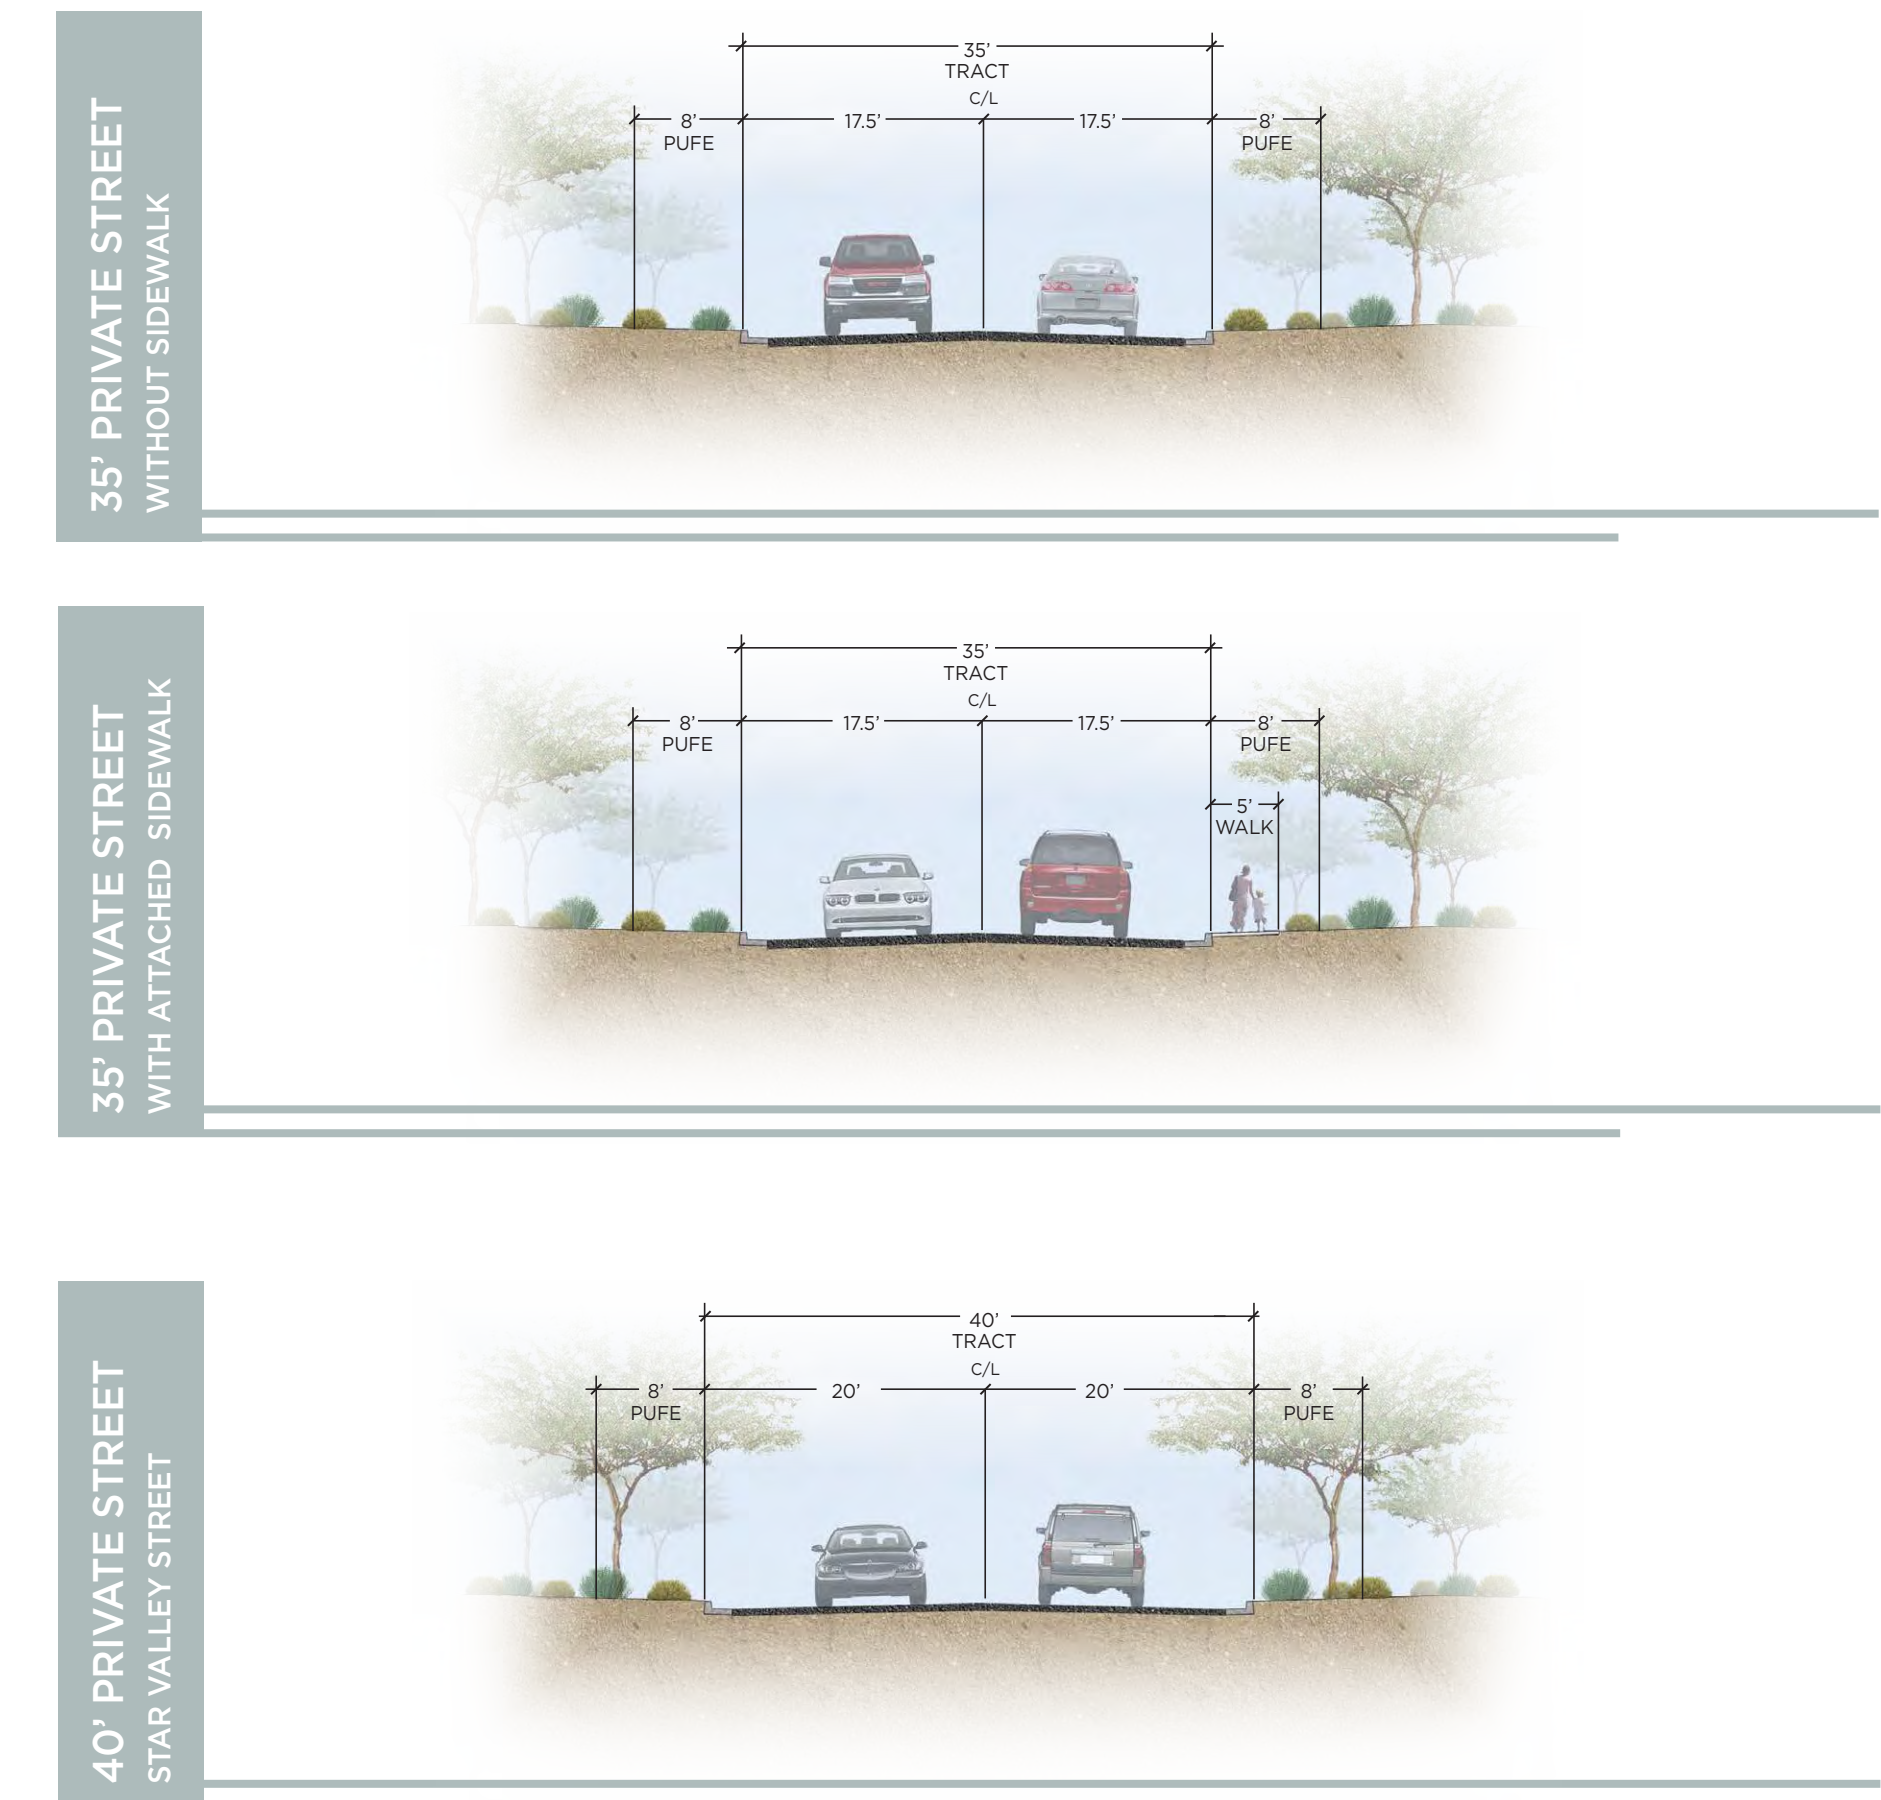 35’ PRIVATE STREET
WITHOUT SIDEWALK
35’
TRACT
C/L
8’ 17.5’ 17.5’ 8’
PUFE PUFE
35’ PRIVATE STREET
WITH ATTACHED SIDEWALK
35’
TRACT
C/L
8’ 17.5’ 17.5’ 8’
PUFE PUFE
5’
WALK
40’ PRIVATE STREET
STAR VALLEY STREET
40’
TRACT
C/L
8’ 20’ 20’ 8’
PUFE PUFE